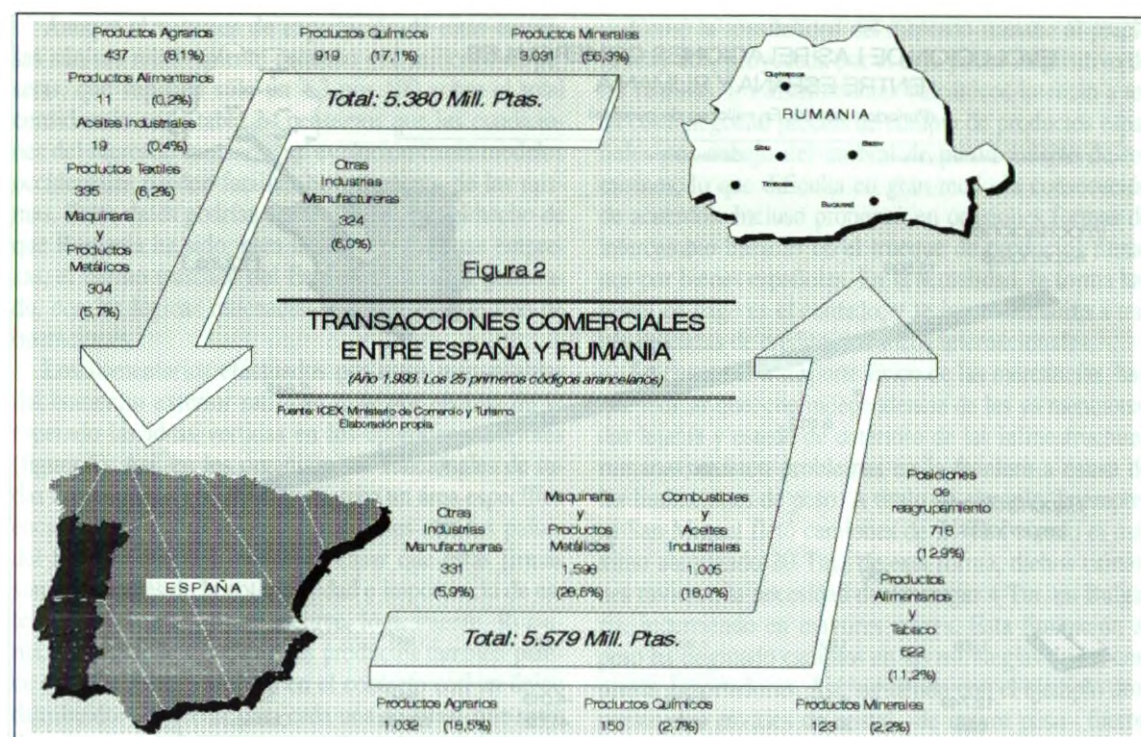 Productos Agrarios
437 (8,1%)
Productos Químicos
919 (17,1%)
Productos Minerales
3.031 (56,3%)
Productos Alimentarios
11 (0,2%)
Aceites Industriales
19 (0,4%)
Productos Textiles
335 (6,2%)
Maquinaria
y
Productos
Metálicos
304
(5,7%)
Total: 5.380 Mill. Ptas.
Otras
Industrias
Manufactureras
324
(6,0%)
RUMANIA
Sibiu
Brasov
Bucarest
Figura 2
TRANSACCIONES COMERCIALES
ENTRE ESPAÑA Y RUMANIA
(Año 1.993. Los 25 primeros códigos arancelarios)
Fuente: ICEX, Ministerio de Comercio y Turismo.
Elaboración propia.
ESPAÑA
Otras
Industrias
Manufactureras
331
(5,9%)
Maquinaria
y
Productos
Metálicos
1.598
(28,6%)
Combustibles
y
Aceites
Industriales
1.005
(18,0%)
Posiciones
de
reagrupamiento
718
(12,9%)
Productos
Alimentarios
y
Tabaco
622
(11,2%)
Total: 5.579 Mill. Ptas.
Productos Agrarios
1.032 (18,5%)
Productos Químicos
150 (2,7%)
Productos Minerales
123 (2,2%)